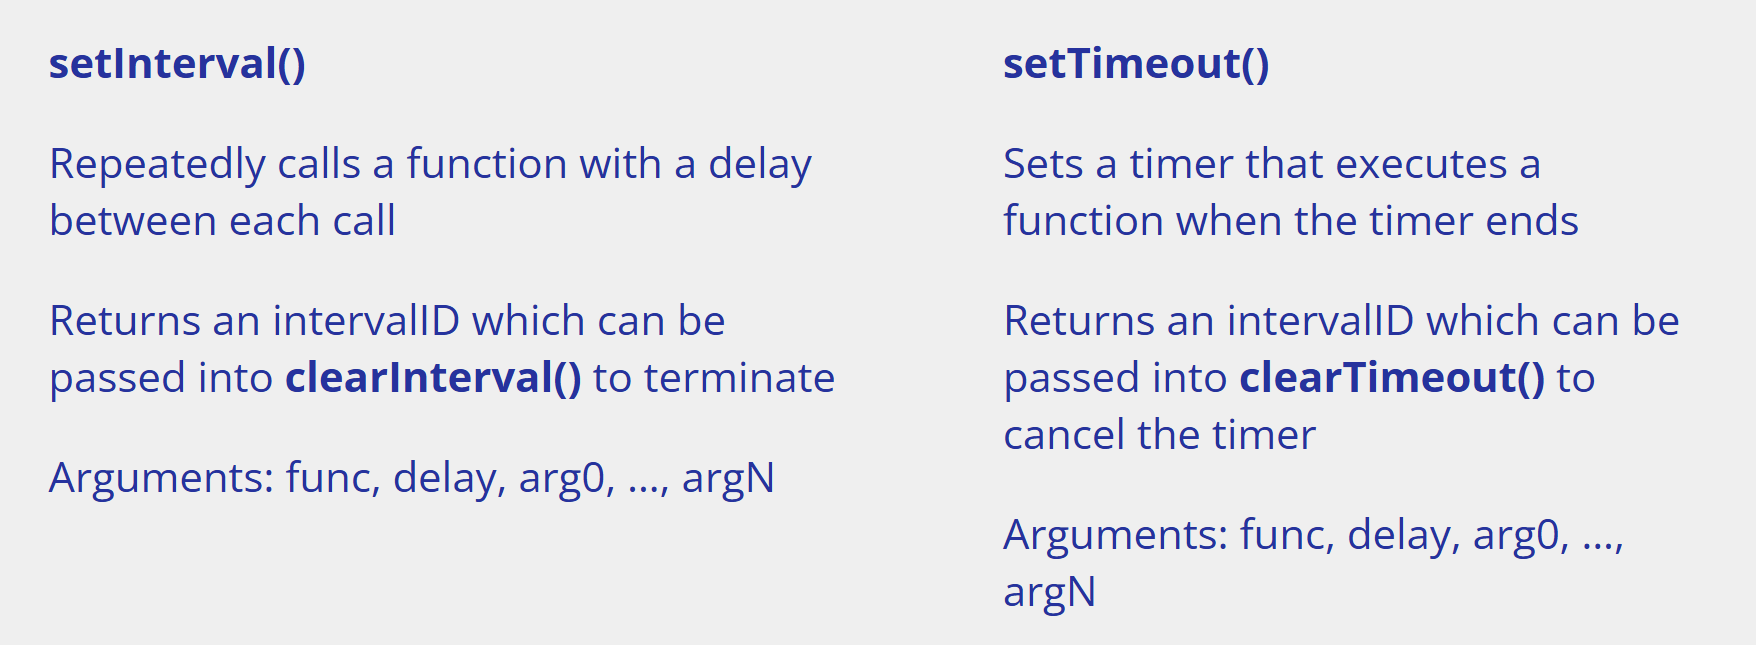 setInterval()
Repeatedly calls a function with a delay
between each call
Returns an intervalID which can be
passed into clearInterval() to terminate
Arguments: func, delay, arg0, ..., argN
setTimeout()
Sets a timer that executes a
function when the timer ends
Returns an intervalID which can be
passed into clearTimeout() to
cancel the timer
Arguments: func, delay, arg0, ...,
argN